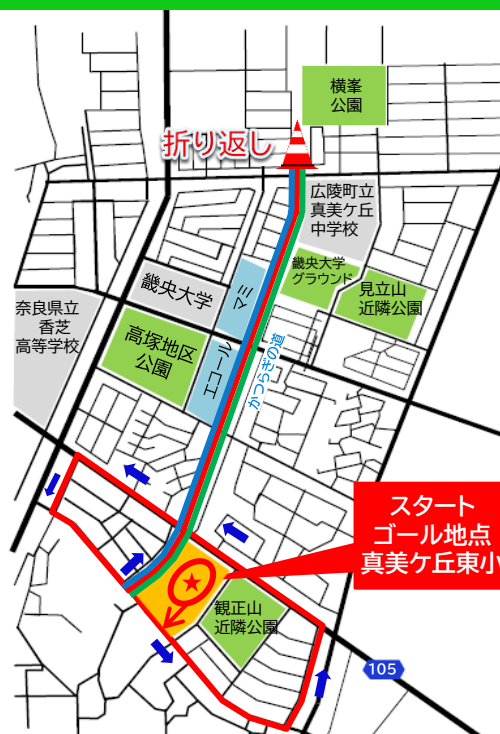 横峯
公園
折り返し
広陵町立
真美ケ丘
中学校
畿央大学
グラウンド
見立山
近隣公園
畿央大学
マミ
奈良県立
香芝
高等学校
高塚地区
公園
エコール
かつらぎの道
スタート
ゴール地点
真美ケ丘東小
観正山
近隣公園
105